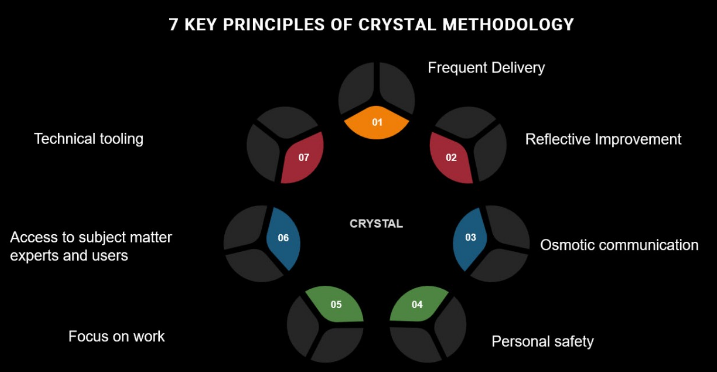 7 KEY PRINCIPLES OF CRYSTAL METHODOLOGY
Frequent Delivery
01
Technical tooling
07
02
Reflective Improvement
CRYSTAL
Access to subject matter
experts and users
06
03
Osmotic communication
05
04
Focus on work
Personal safety